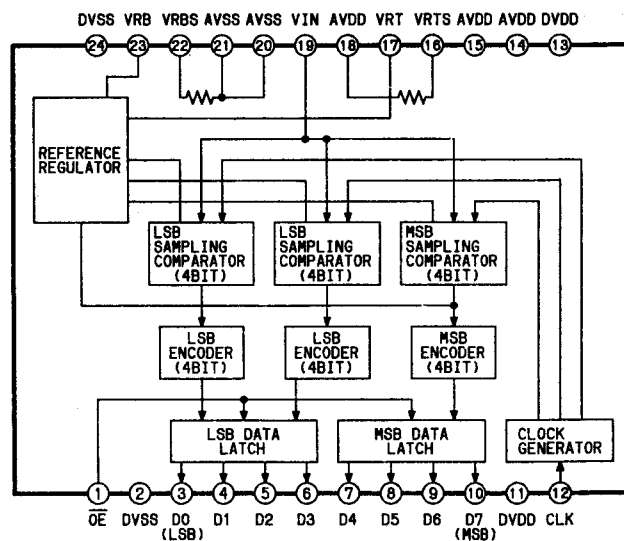 DVSS VRB VRBS AVSS AVSS VIN AVDD VRT VRTS AVDD AVDD DVDD
24 23 22 21 20 19 18 17 16 15 14 13
REFERENCE
REGULATOR
LSB
SAMPLING
COMPARATOR
(4BIT)
LSB
SAMPLING
COMPARATOR
(4BIT)
MSB
SAMPLING
COMPARATOR
(4BIT)
LSB
ENCODER
(4BIT)
LSB
ENCODER
(4BIT)
MSB
ENCODER
(4BIT)
LSB DATA
LATCH
MSB DATA
LATCH
CLOCK
GENERATOR
1 2 3 4 5 6 7 8 9 10 11 12
O̅E̅ DVSS D0 D1 D2 D3 D4 D5 D6 D7 DVDD CLK
(LSB) (MSB)